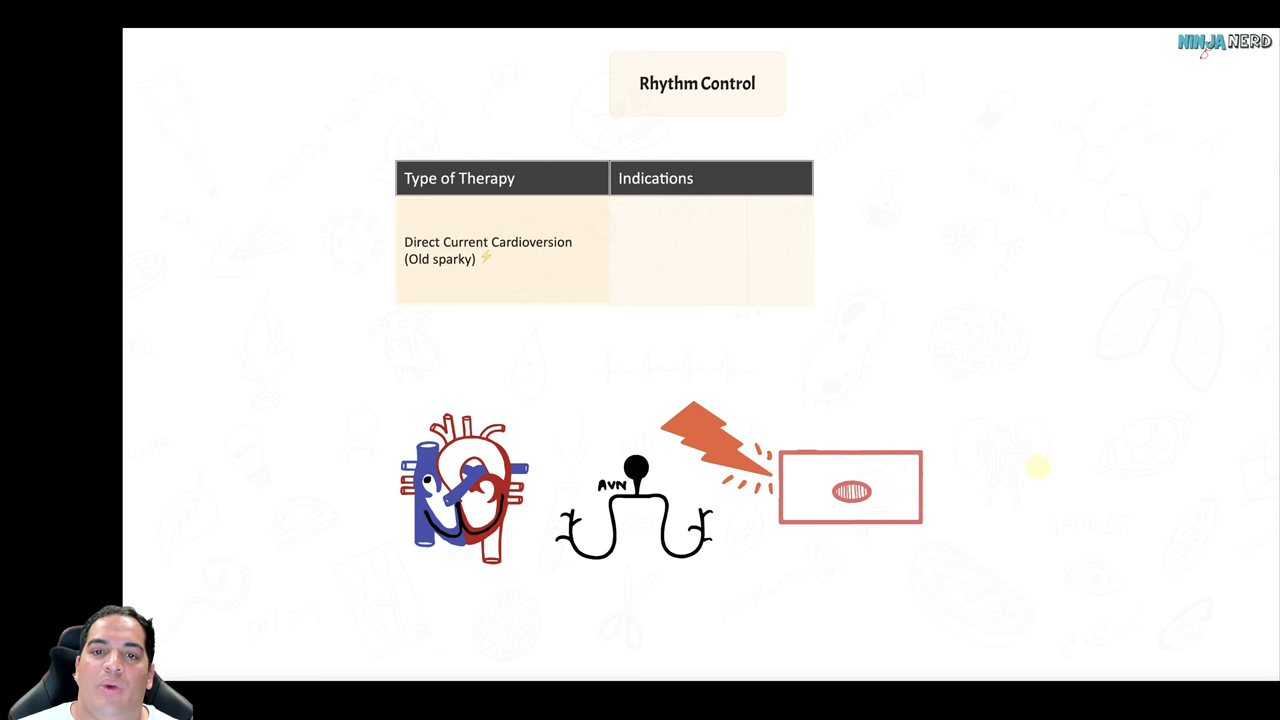 NINJA NERD
Rhythm Control
Type of Therapy
Indications
Direct Current Cardioversion
(Old sparky) ⚡
AVN